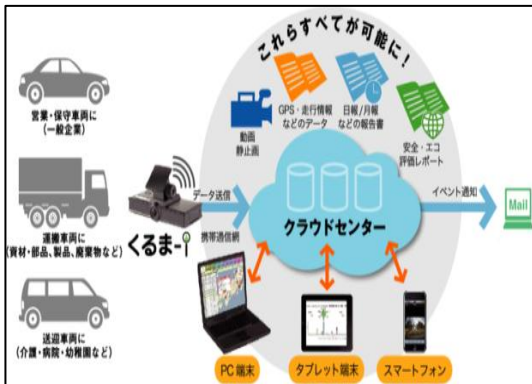 これらすべてが可能に!
営業・保守車両に
(一般企業)
運搬車両に
(資材・部品、製品、廃棄物など)
送迎車両に
(介護・病院・幼稚園など)
くるま-i
データ送信
携帯通信網
動画
静止画
GPS・走行情報
などのデータ
日報/月報
などの報告書
安全・エコ
評価レポート
クラウドセンター
イベント通知
Mail
PC 端末
タブレット端末
スマートフォン